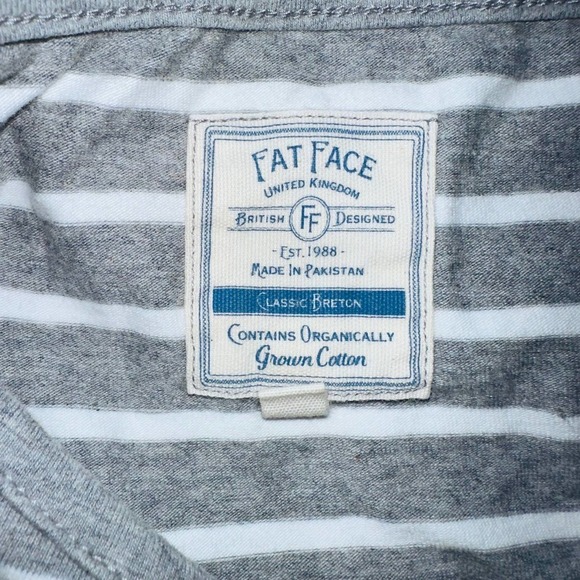 FAT FACE
UNITED KINGDOM
BRITISH FF DESIGNED
- EST. 1988 -
MADE IN PAKISTAN
CLASSIC BRETON
CONTAINS ORGANICALLY
Grown Cotton